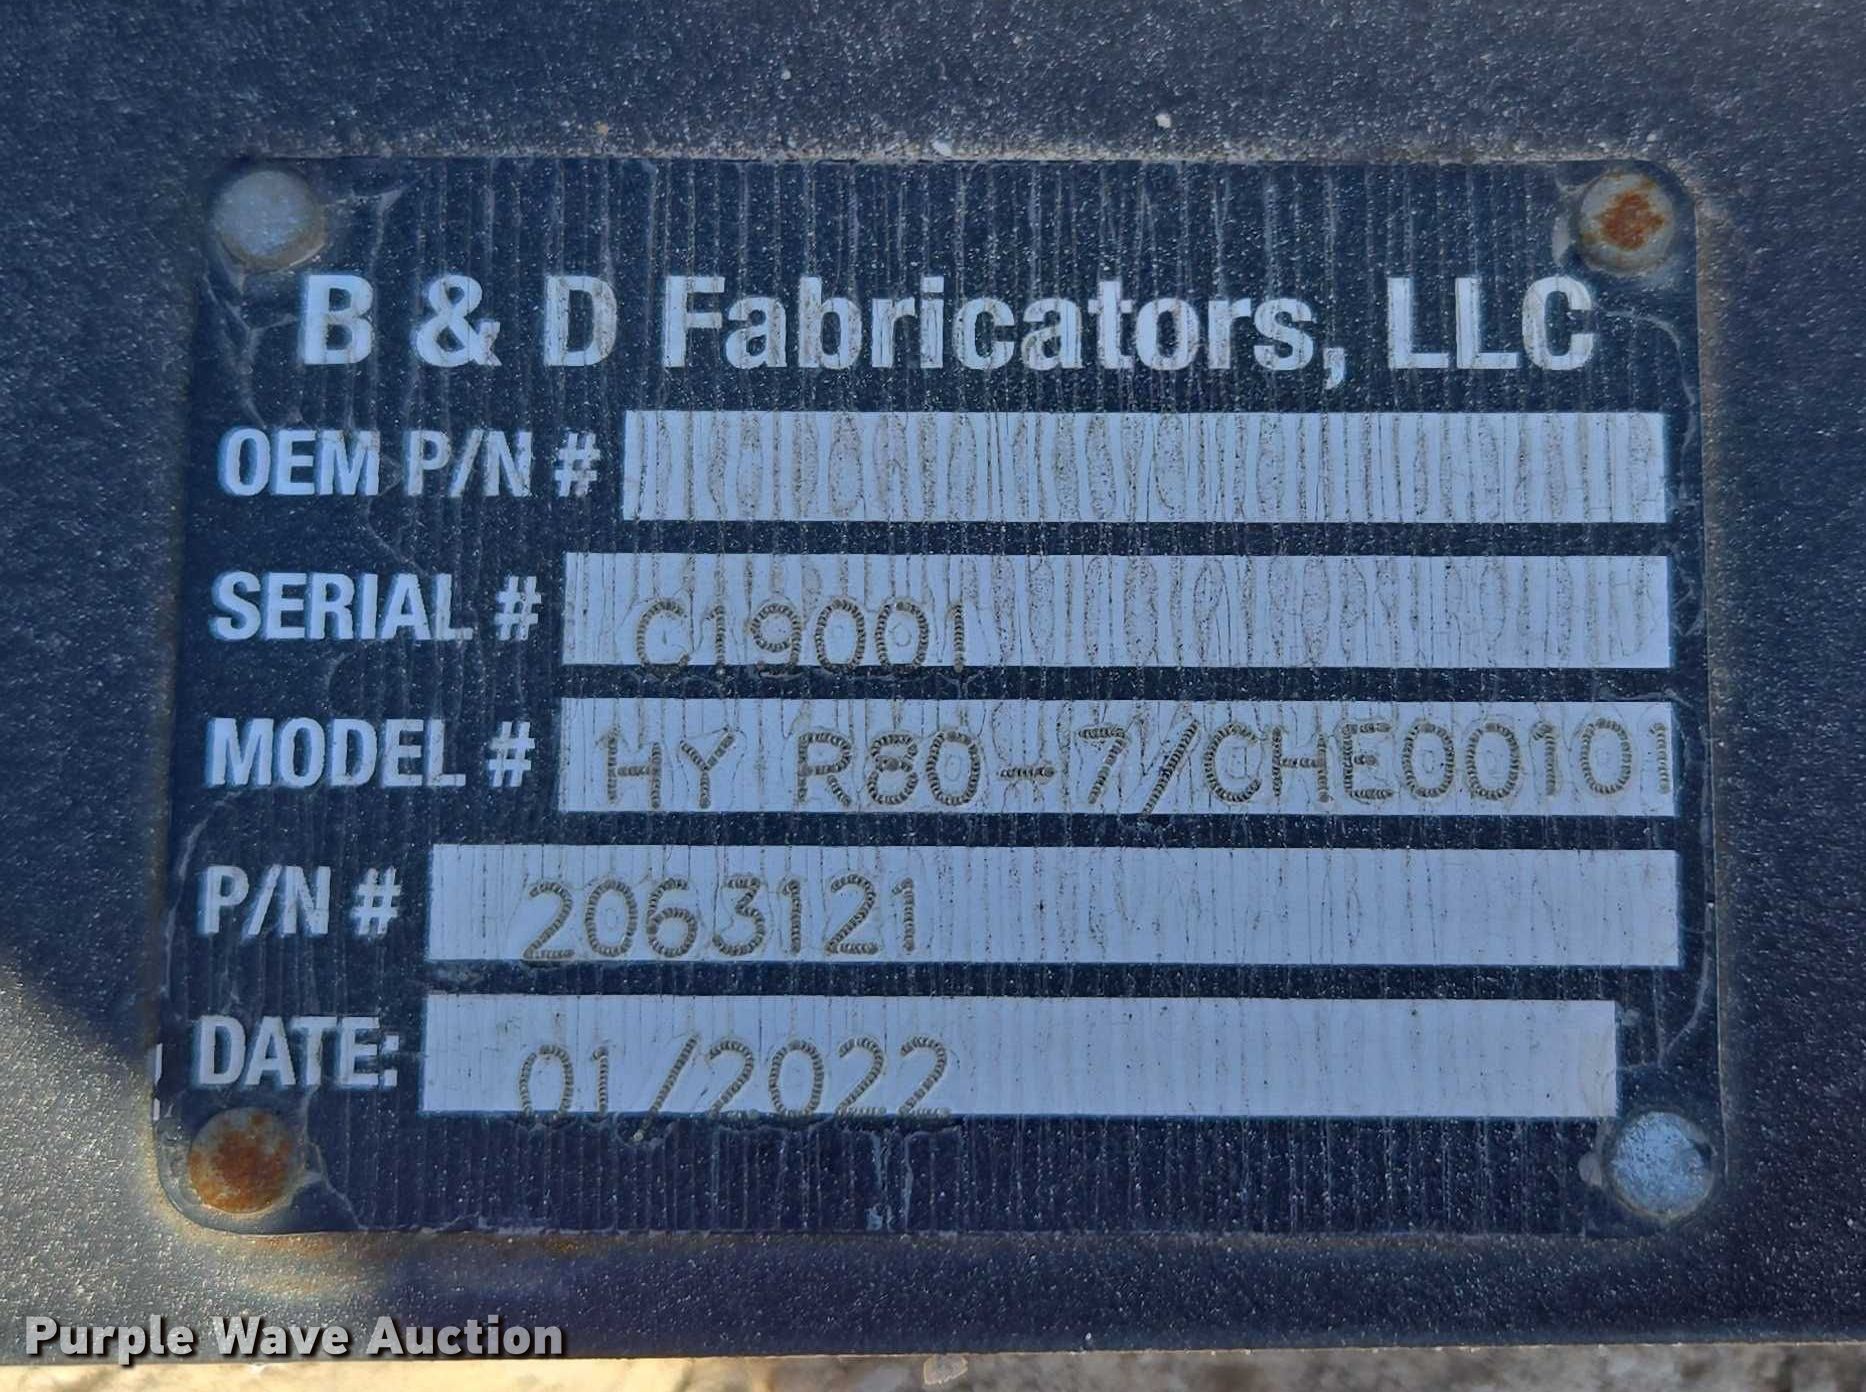 B & D Fabricators, LLC
OEM P/N #
SERIAL # C19001
MODEL # HY R80-7/CHE00101
P/N # 2063121
DATE: 01/2022
Purple Wave Auction